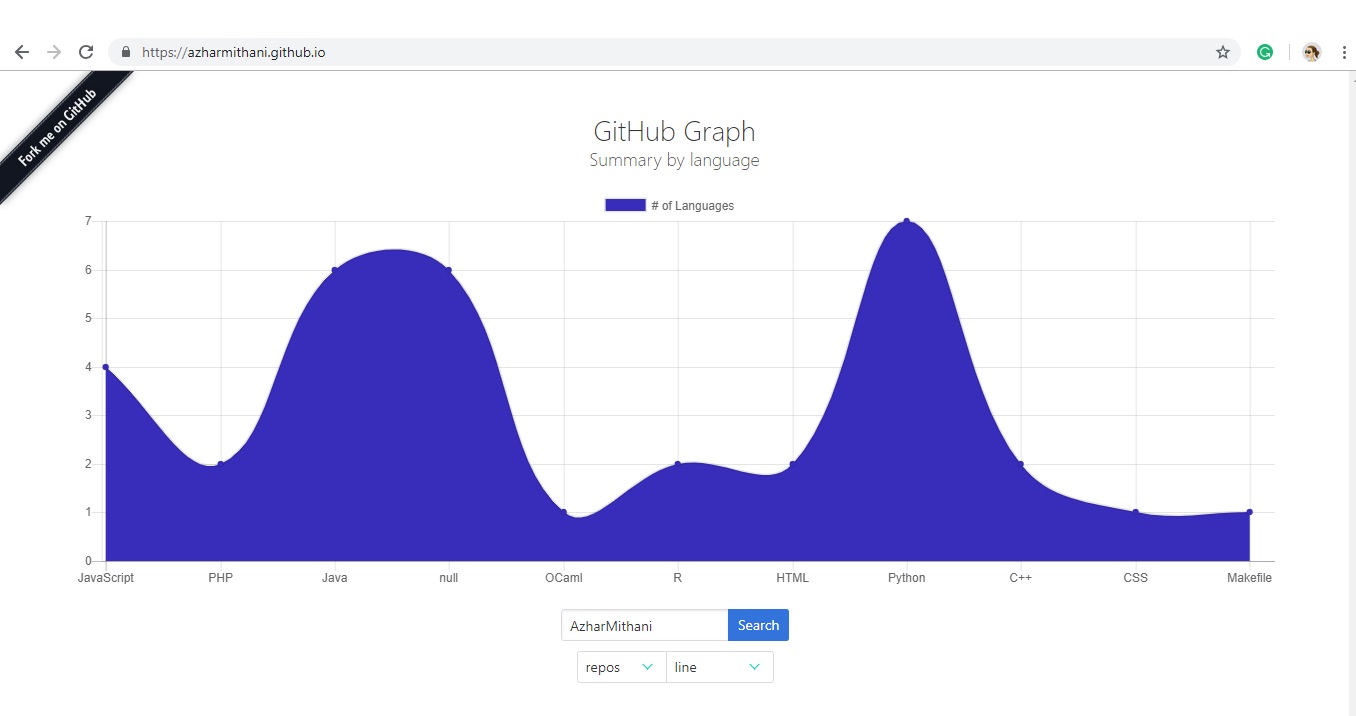 https://azharmithani.github.io
Fork me on GitHub
GitHub Graph
Summary by language
# of Languages
7
6
5
4
3
2
1
0
JavaScript PHP Java null OCaml R HTML Python C++ CSS Makefile
AzharMithani Search
repos line